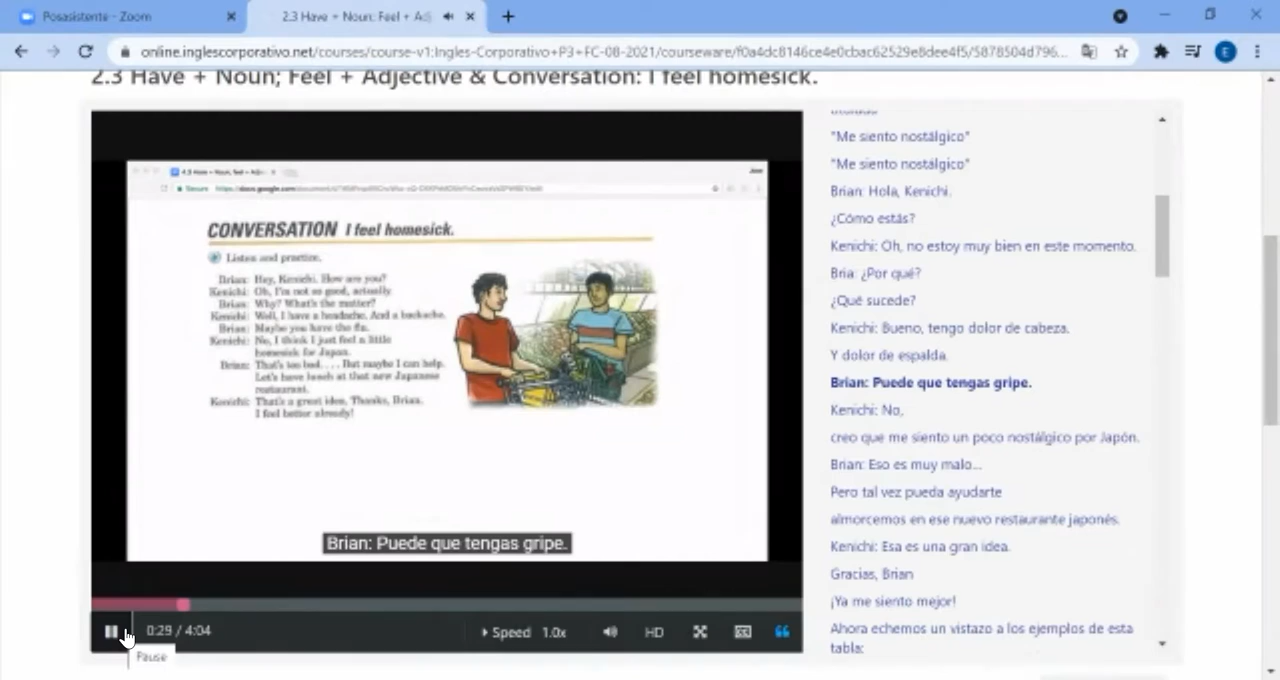 Posasistente - Zoom
2.3 Have + Noun: Feel + Adj
online.inglescorporativo.net/courses/course-v1:Ingles-Corporativo+P3+FC-08-2021/courseware/f0a4dc8146ce4e0cbac62529e8dee4f5/5878504d796...
E
2.3 Have + Noun; Feel + Adjective & Conversation: I feel homesick.
CONVERSATION I feel homesick.
Listen and practice.
Brian: Hey, Kenichi. How are you?
Kenichi: Oh, I'm not so good, actually.
Brian: Why? What's the matter?
Kenichi: Well, I have a headache. And a backache.
Brian: Maybe you have the flu.
Kenichi: No, I think I just feel a little
homesick for Japan.
Brian: That's too bad. . . . But maybe I can help.
Let's have lunch at that new Japanese
restaurant.
Kenichi: That's a great idea. Thanks, Brian.
I feel better already!
Brian: Puede que tengas gripe.
0:29 / 4:04
Speed 1.0x
HD
Pause
"Me siento nostálgico"
"Me siento nostálgico"
Brian: Hola, Kenichi.
¿Cómo estás?
Kenichi: Oh, no estoy muy bien en este momento.
Bria: ¿Por qué?
¿Qué sucede?
Kenichi: Bueno, tengo dolor de cabeza.
Y dolor de espalda.
Brian: Puede que tengas gripe.
Kenichi: No,
creo que me siento un poco nostálgico por Japón.
Brian: Eso es muy malo...
Pero tal vez pueda ayudarte
almorcemos en ese nuevo restaurante japonés.
Kenichi: Esa es una gran idea.
Gracias, Brian
¡Ya me siento mejor!
Ahora echemos un vistazo a los ejemplos de esta
tabla: